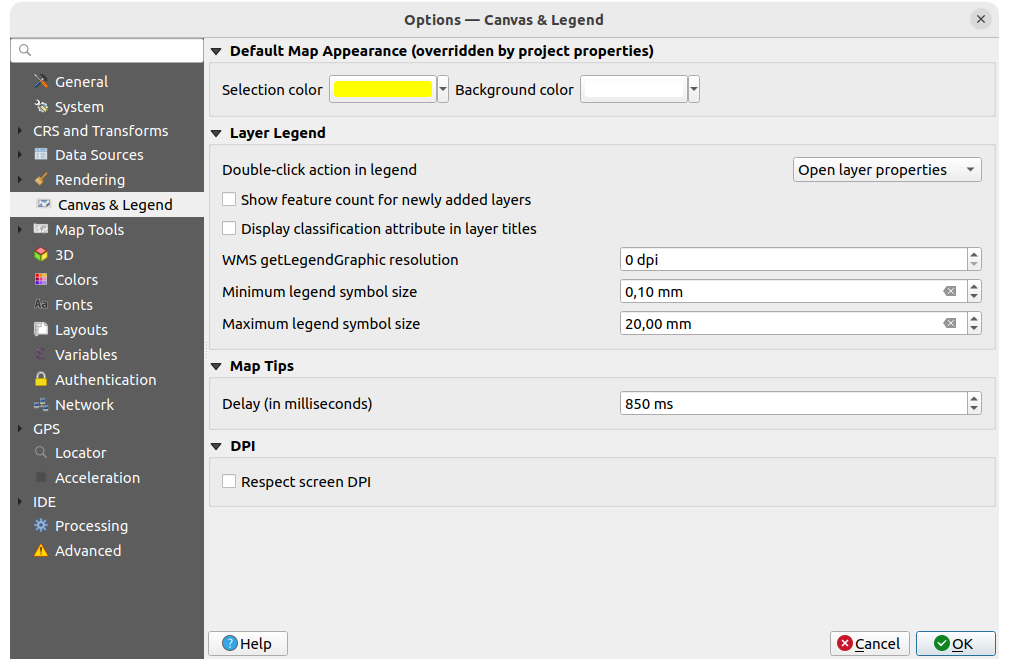 Options — Canvas & Legend
General
System
CRS and Transforms
Data Sources
Rendering
Canvas & Legend
Map Tools
3D
Colors
Fonts
Layouts
Variables
Authentication
Network
GPS
Locator
Acceleration
IDE
Processing
Advanced
Default Map Appearance (overridden by project properties)
Selection color Background color
Layer Legend
Double-click action in legend Open layer properties
Show feature count for newly added layers
Display classification attribute in layer titles
WMS getLegendGraphic resolution 0 dpi
Minimum legend symbol size 0,10 mm
Maximum legend symbol size 20,00 mm
Map Tips
Delay (in milliseconds) 850 ms
DPI
Respect screen DPI
Help Cancel OK